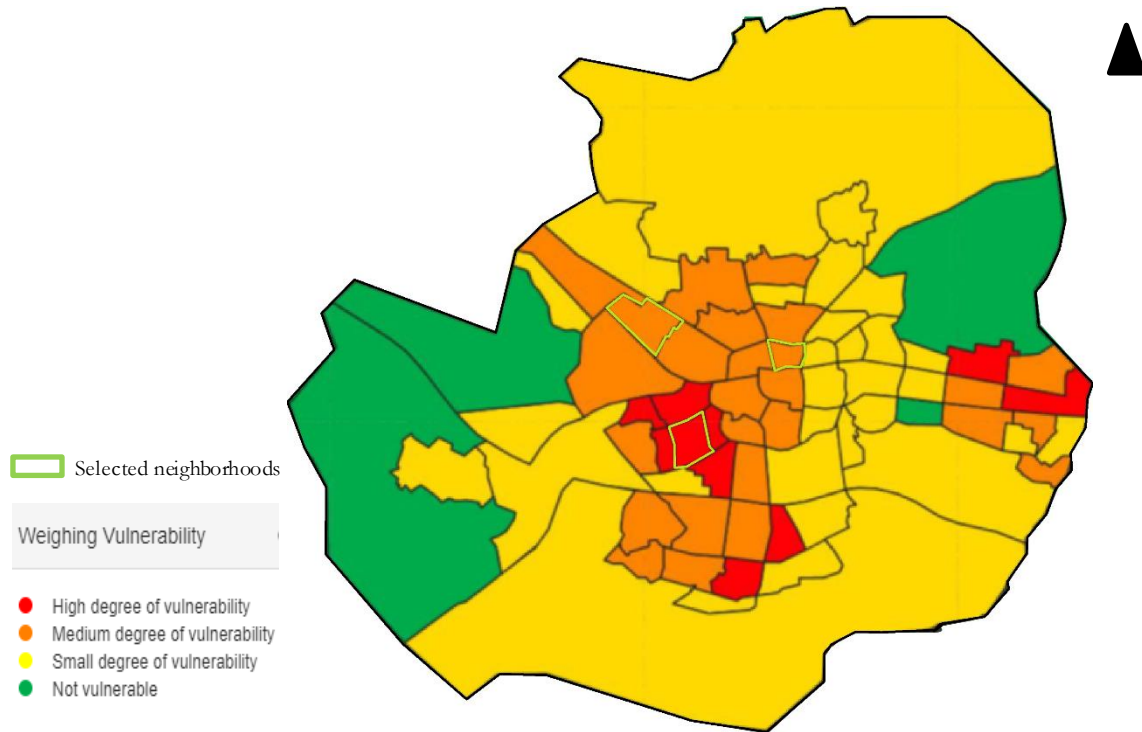 Selected neighborhoods
Weighing Vulnerability
High degree of vulnerability
Medium degree of vulnerability
Small degree of vulnerability
Not vulnerable